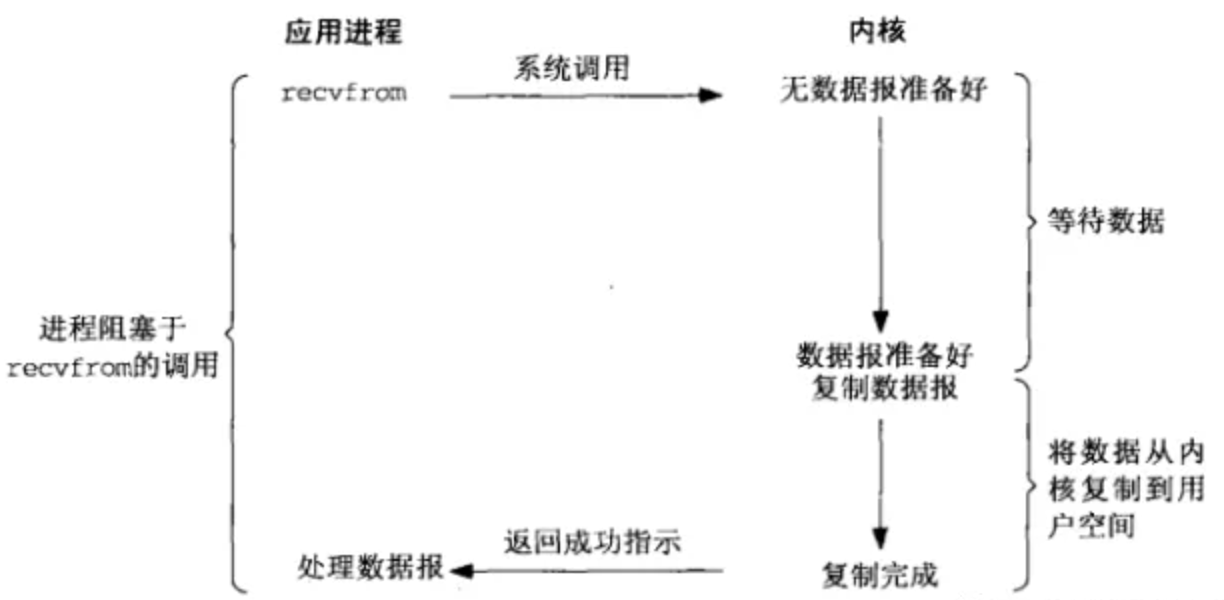 应用进程
内核
系统调用
recvfrom
无数据报准备好
等待数据
进程阻塞于
recvfrom的调用
数据报准备好
复制数据报
将数据从内
核复制到用
户空间
返回成功指示
处理数据报
复制完成